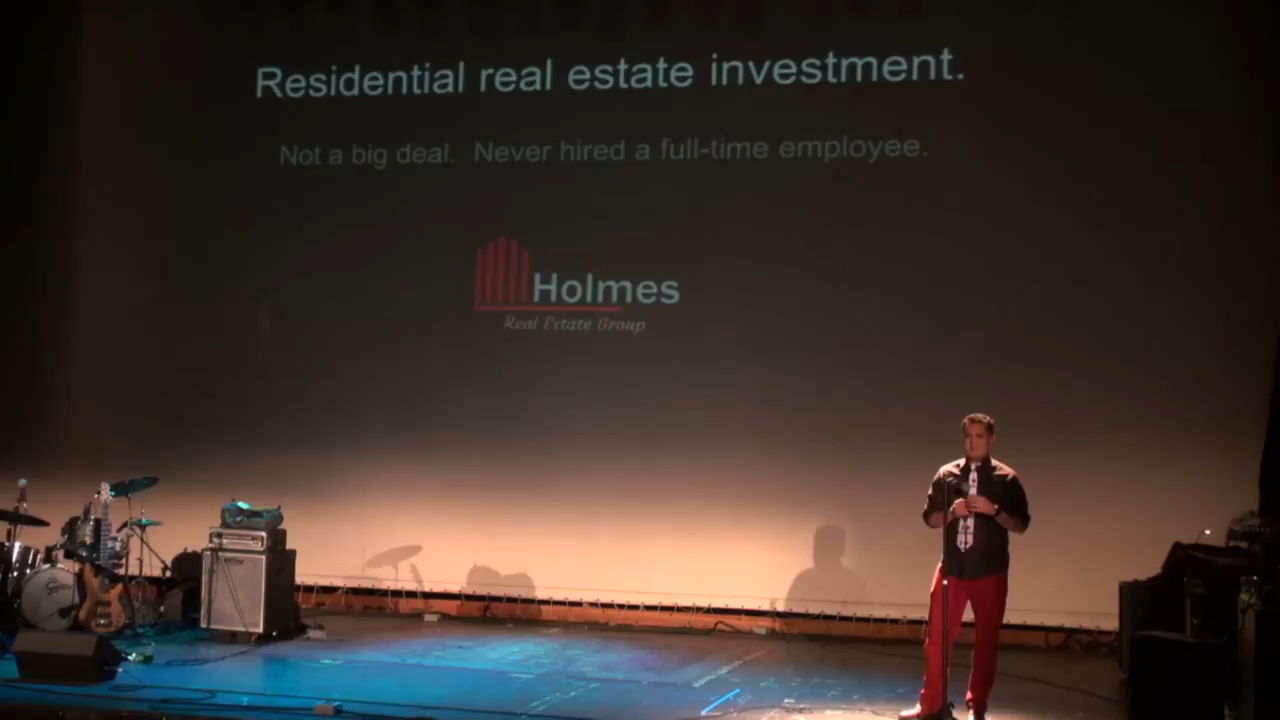 Residential real estate investment.
Not a big deal. Never hired a full-time employee.
Holmes
Real Estate Group